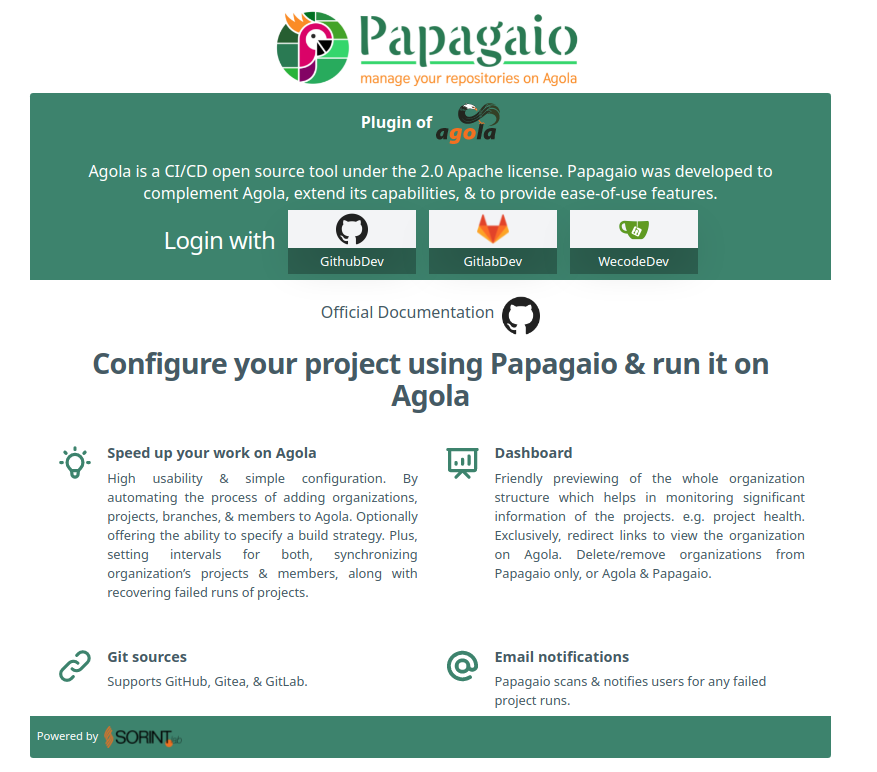 Papagaio
manage your repositories on Agola
Plugin of agola
Agola is a CI/CD open source tool under the 2.0 Apache license. Papagaio was developed to
complement Agola, extend its capabilities, & to provide ease-of-use features.
Login with
GithubDev
GitlabDev
WecodeDev
Official Documentation
Configure your project using Papagaio & run it on
Agola
Speed up your work on Agola
High usability & simple configuration. By
automating the process of adding organizations,
projects, branches, & members to Agola. Optionally
offering the ability to specify a build strategy. Plus,
setting intervals for both, synchronizing
organization’s projects & members, along with
recovering failed runs of projects.
Dashboard
Friendly previewing of the whole organization
structure which helps in monitoring significant
information of the projects. e.g. project health.
Exclusively, redirect links to view the organization
on Agola. Delete/remove organizations from
Papagaio only, or Agola & Papagaio.
Git sources
Supports GitHub, Gitea, & GitLab.
Email notifications
Papagaio scans & notifies users for any failed
project runs.
Powered by SORINT